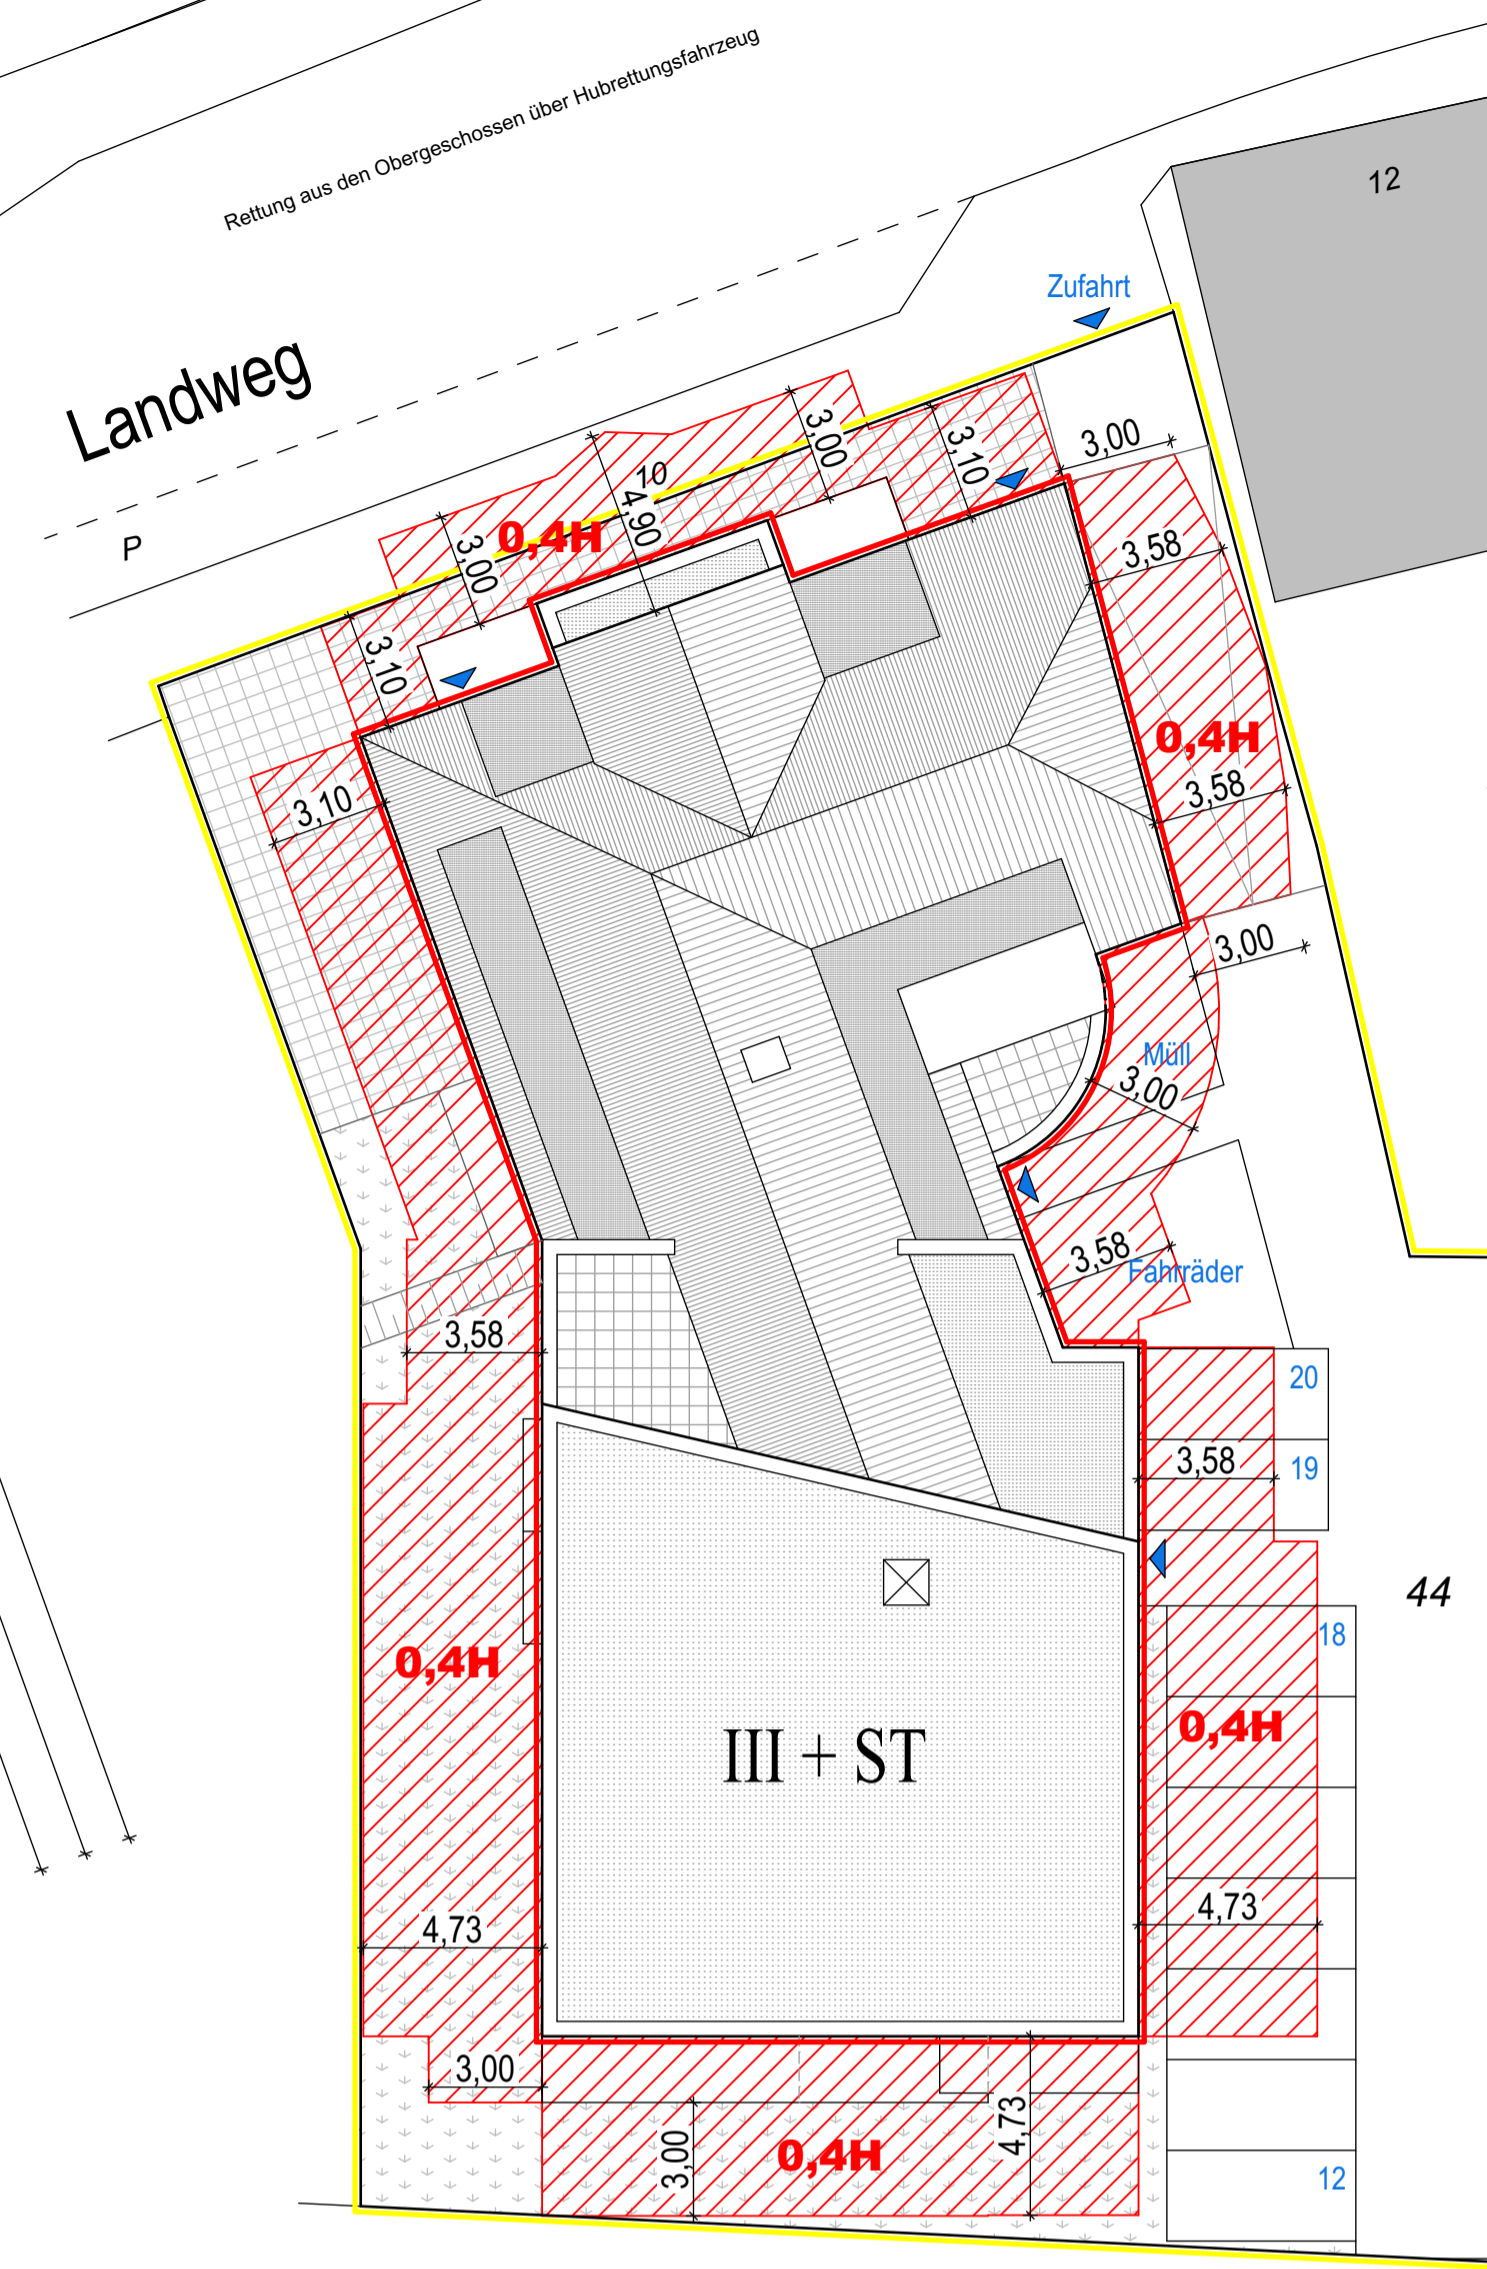 Rettung aus den Obergeschossen über Hubrettungsfahrzeug
12
Zufahrt
Landweg
P
3,00
3,10
3,00
10
4,90
0,4H
3,00
3,10
3,58
0,4H
3,58
3,10
3,00
Müll
3,00
3,58
Fahrräder
3,58
20
3,58
19
44
18
0,4H
0,4H
III + ST
4,73
4,73
3,00
3,00
4,73
0,4H
12